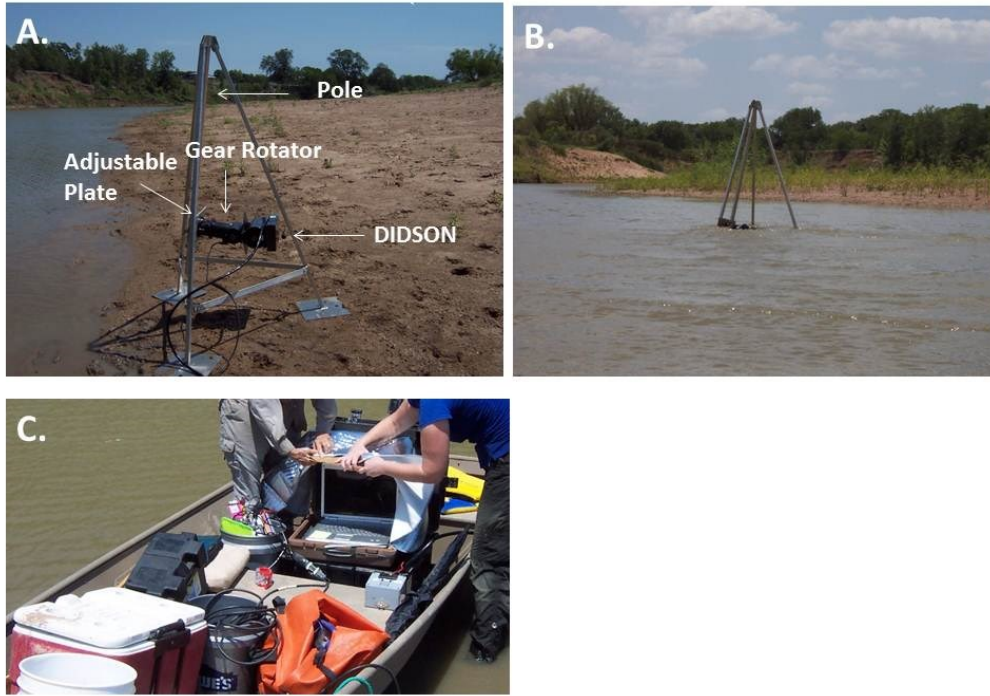 A.
Pole
Gear Rotator
Adjustable
Plate
DIDSON
B.
C.